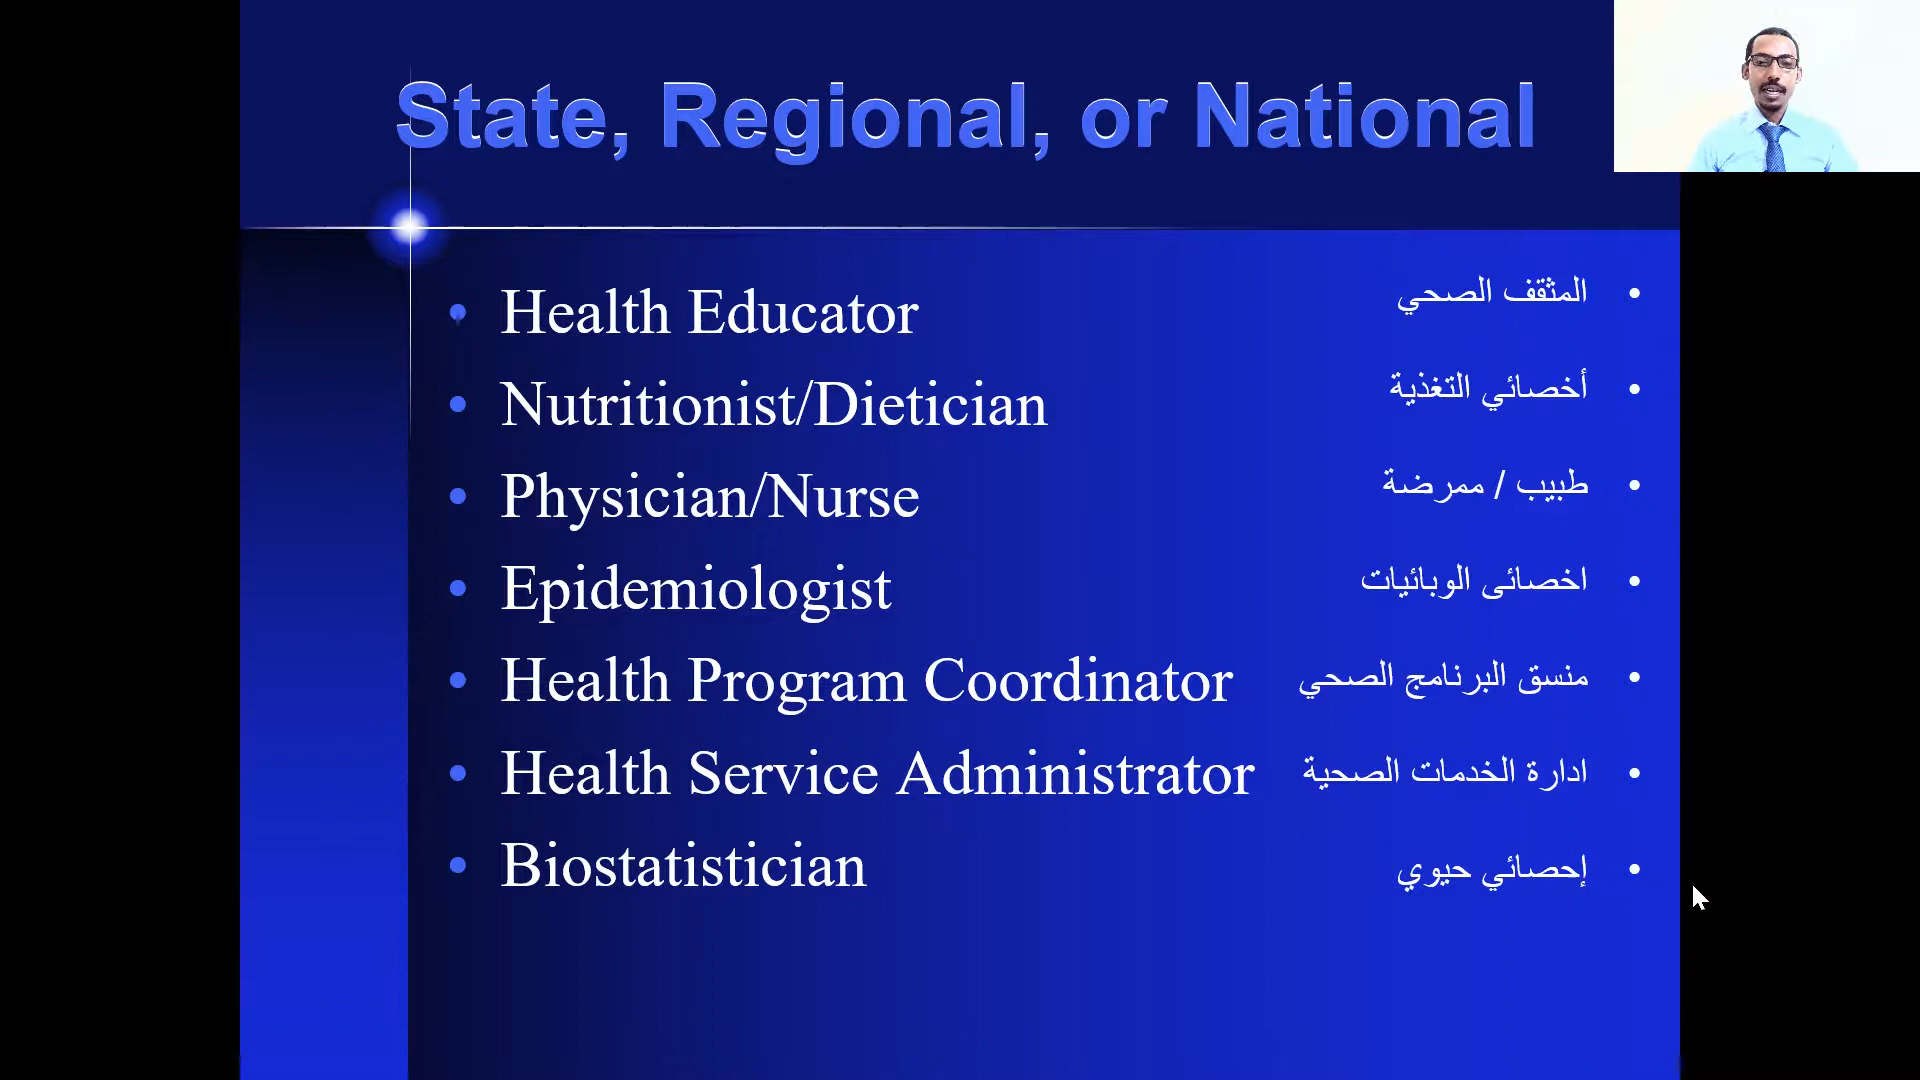 State, Regional, or National
Health Educator
Nutritionist/Dietician
Physician/Nurse
Epidemiologist
Health Program Coordinator
Health Service Administrator
Biostatistician
المثقف الصحي
أخصائي التغذية
طبيب / ممرضة
اخصائى الوبائيات
منسق البرنامج الصحي
ادارة الخدمات الصحية
إحصائي حيوي